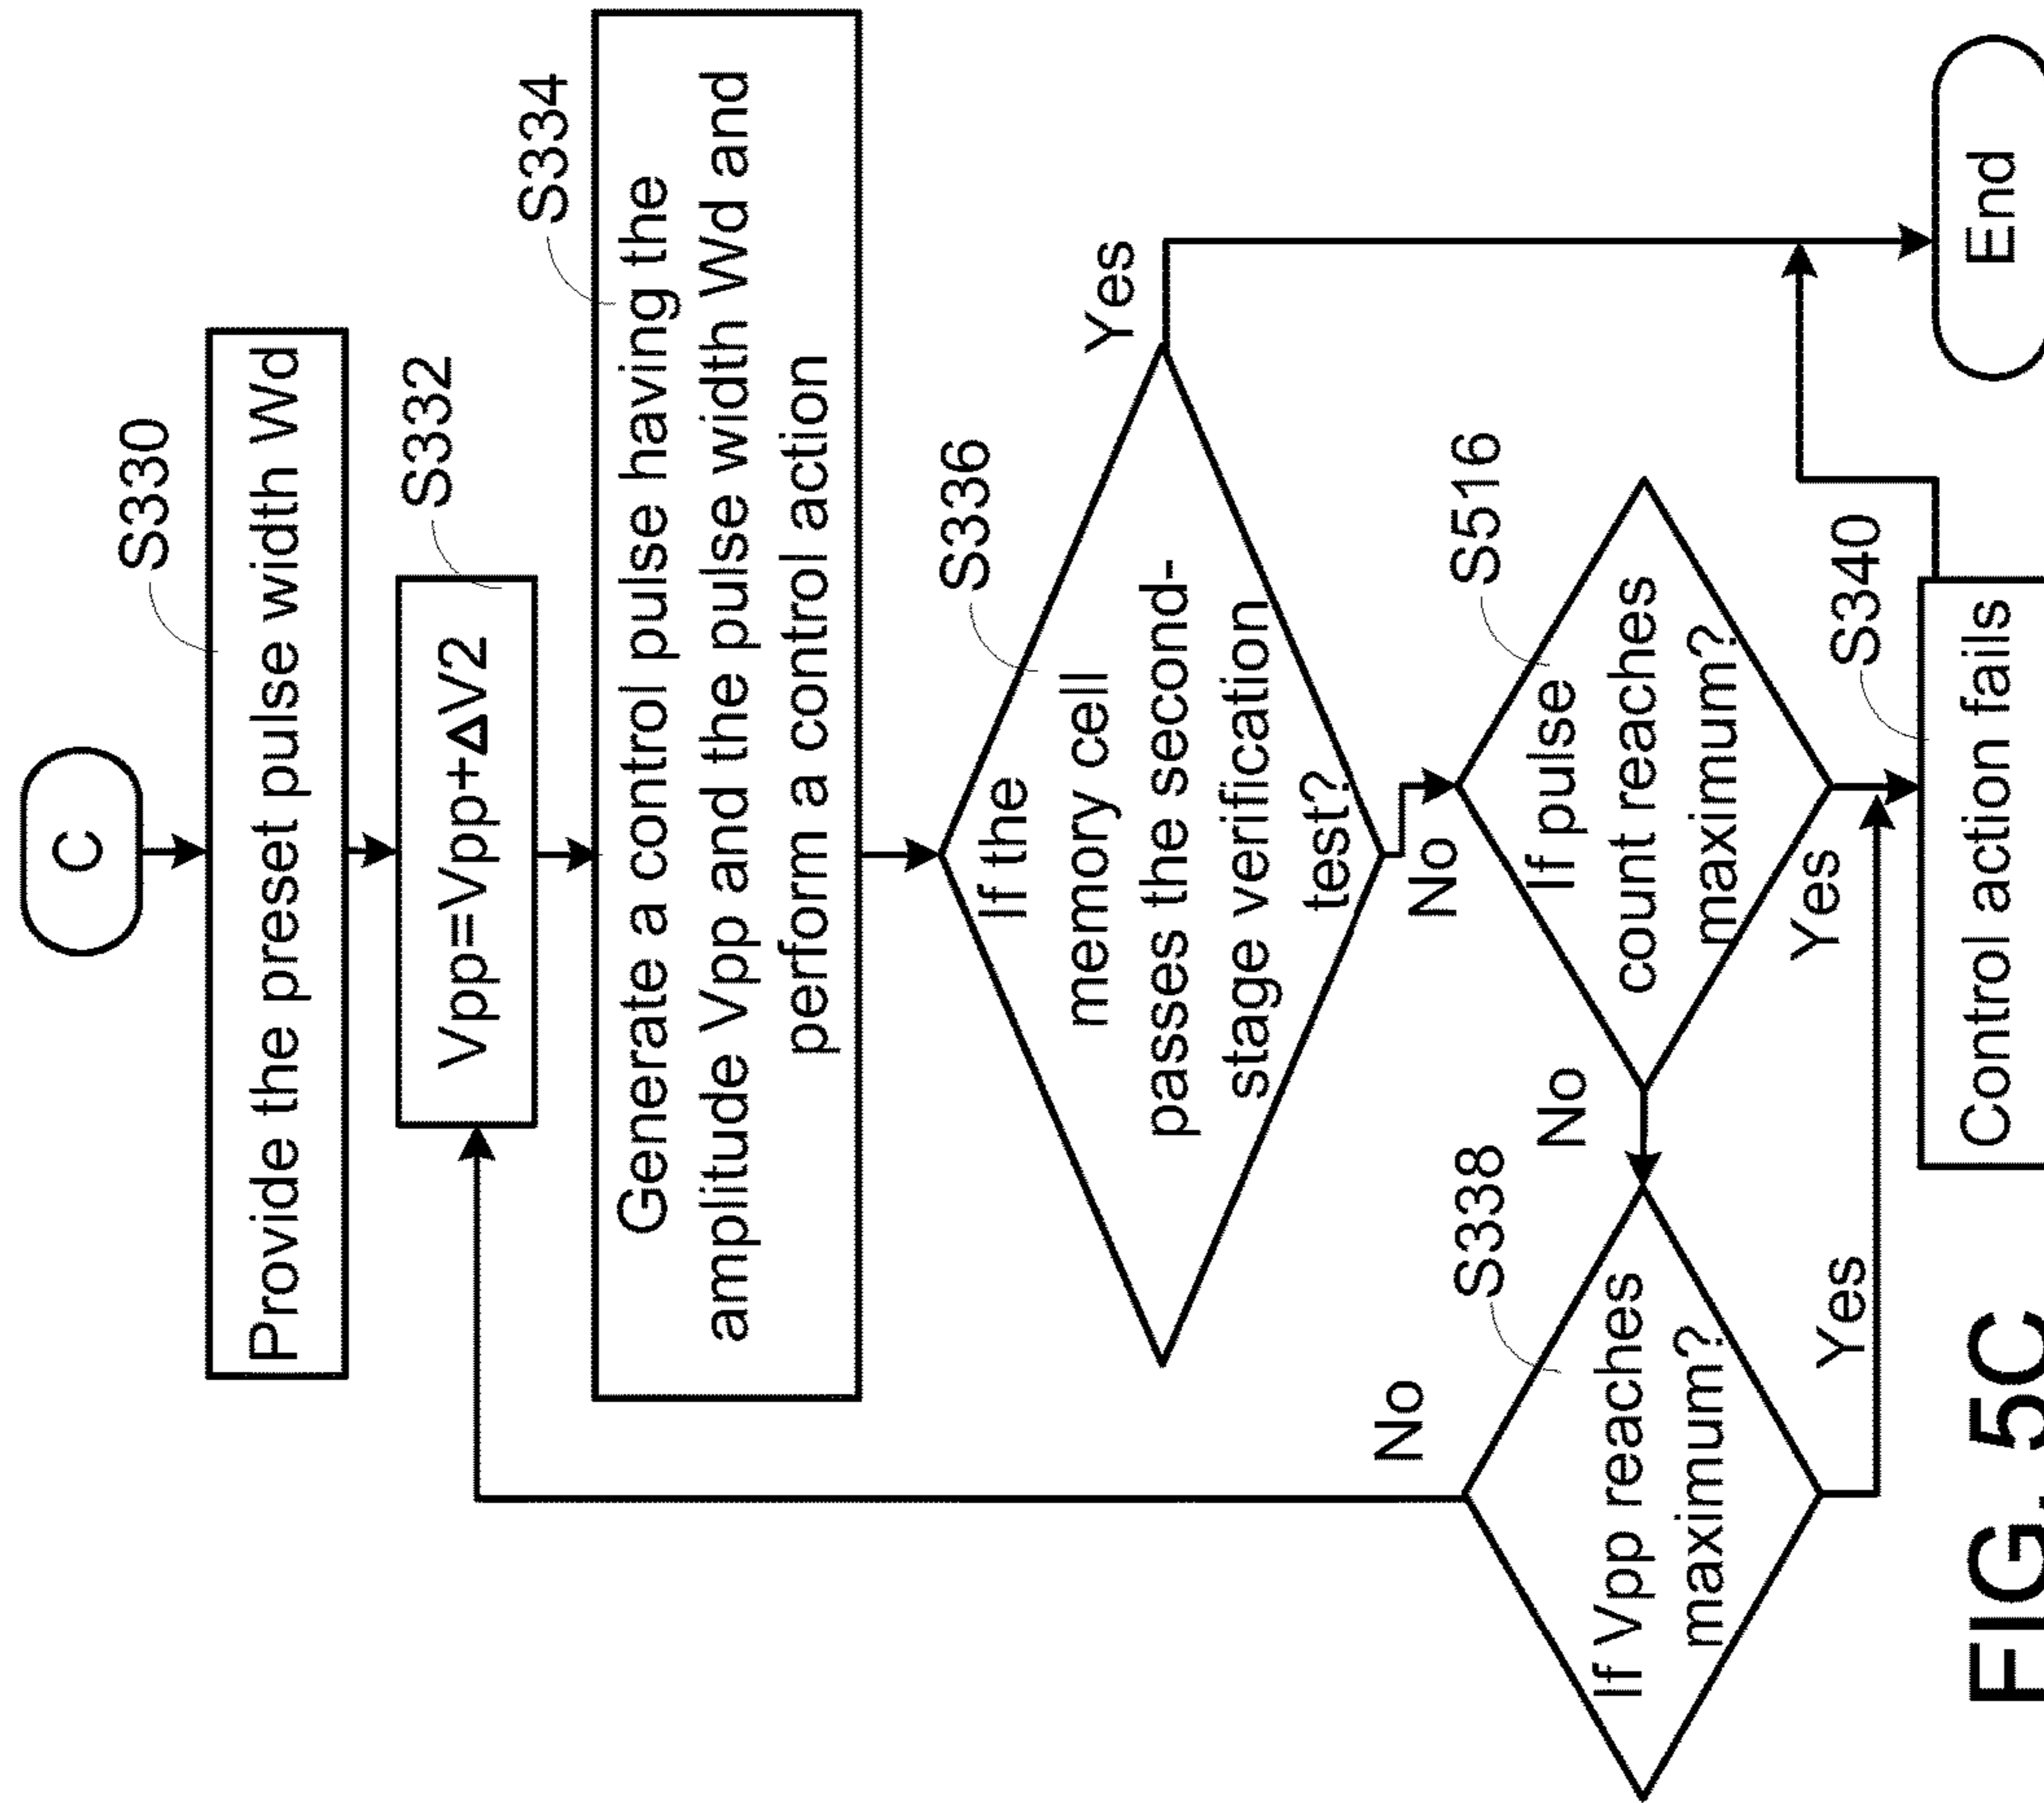 C
S330
Provide the preset pulse width Wd
S332
Vpp=Vpp+ΔV2
S334
Generate a control pulse having the
amplitude Vpp and the pulse width Wd and
perform a control action
S336
If the
memory cell
passes the second-
stage verification
test?
Yes
No
S516
If pulse
count reaches
maximum?
No
Yes
S338
If Vpp reaches
maximum?
No
Yes
S340
Control action fails
End
FIG. 5C